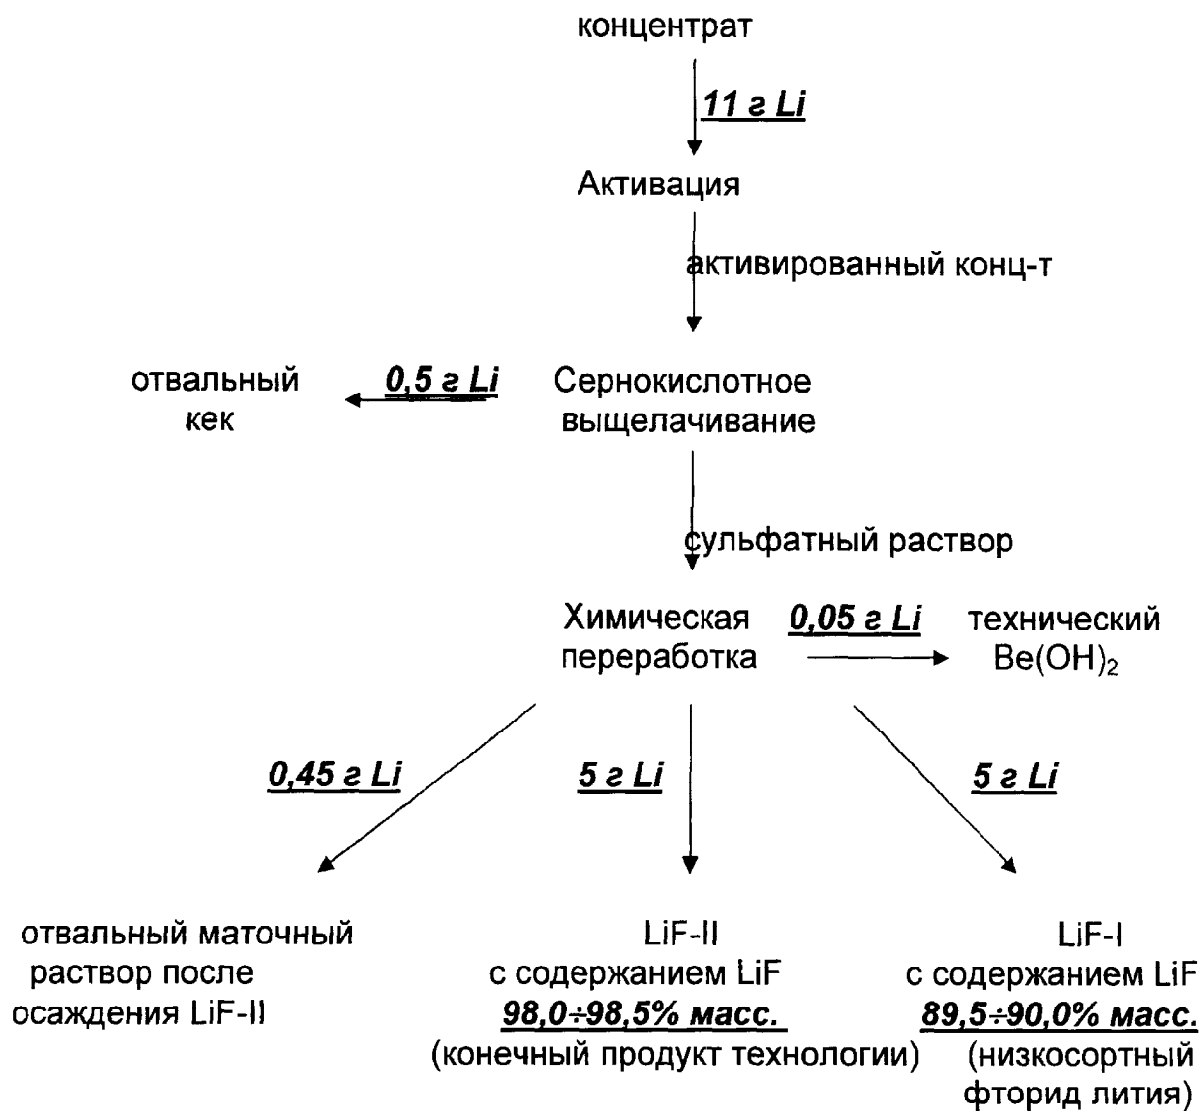 концентрат
11 г Li
Активация
активированный конц-т
отвальный
кек
0,5 г Li
Сернокислотное
выщелачивание
сульфатный раствор
Химическая
переработка
0,05 г Li
технический
Be(OH)₂
0,45 г Li
5 г Li
5 г Li
отвальный маточный
раствор после
осаждения LiF-II
LiF-II
с содержанием LiF
98,0÷98,5% масс.
(конечный продукт технологии)
LiF-I
с содержанием LiF
89,5÷90,0% масс.
(низкосортный
фторид лития)